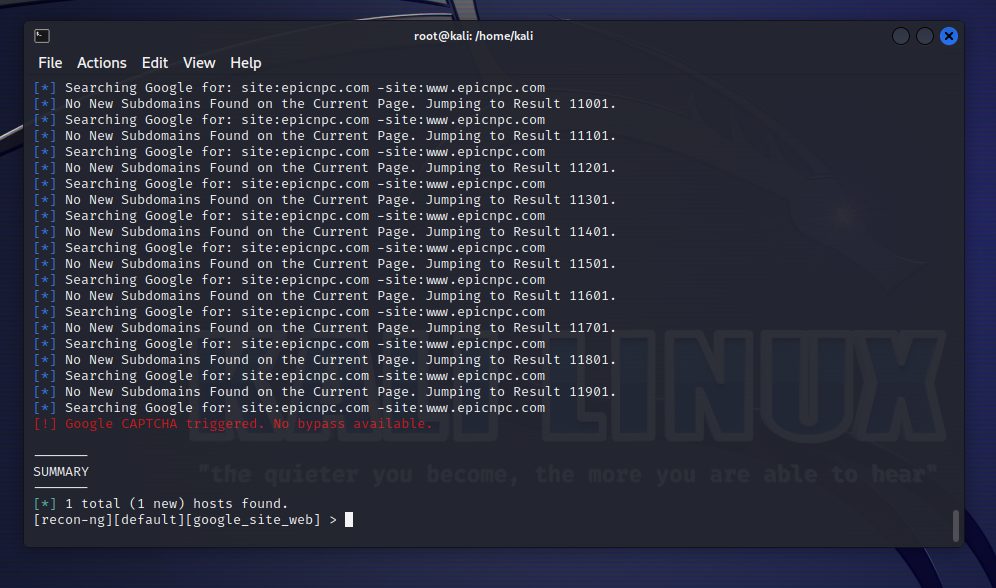 root@kali: /home/kali
File Actions Edit View Help
[*] Searching Google for: site:epicnpc.com -site:www.epicnpc.com
[*] No New Subdomains Found on the Current Page. Jumping to Result 11001.
[*] Searching Google for: site:epicnpc.com -site:www.epicnpc.com
[*] No New Subdomains Found on the Current Page. Jumping to Result 11101.
[*] Searching Google for: site:epicnpc.com -site:www.epicnpc.com
[*] No New Subdomains Found on the Current Page. Jumping to Result 11201.
[*] Searching Google for: site:epicnpc.com -site:www.epicnpc.com
[*] No New Subdomains Found on the Current Page. Jumping to Result 11301.
[*] Searching Google for: site:epicnpc.com -site:www.epicnpc.com
[*] No New Subdomains Found on the Current Page. Jumping to Result 11401.
[*] Searching Google for: site:epicnpc.com -site:www.epicnpc.com
[*] No New Subdomains Found on the Current Page. Jumping to Result 11501.
[*] Searching Google for: site:epicnpc.com -site:www.epicnpc.com
[*] No New Subdomains Found on the Current Page. Jumping to Result 11601.
[*] Searching Google for: site:epicnpc.com -site:www.epicnpc.com
[*] No New Subdomains Found on the Current Page. Jumping to Result 11701.
[*] Searching Google for: site:epicnpc.com -site:www.epicnpc.com
[*] No New Subdomains Found on the Current Page. Jumping to Result 11801.
[*] Searching Google for: site:epicnpc.com -site:www.epicnpc.com
[*] No New Subdomains Found on the Current Page. Jumping to Result 11901.
[*] Searching Google for: site:epicnpc.com -site:www.epicnpc.com
[!] Google CAPTCHA triggered. No bypass available.
KALI LINUX
-------
SUMMARY
-------
"the quieter you become, the more you are able to hear"
[*] 1 total (1 new) hosts found.
[recon-ng][default][google_site_web] >